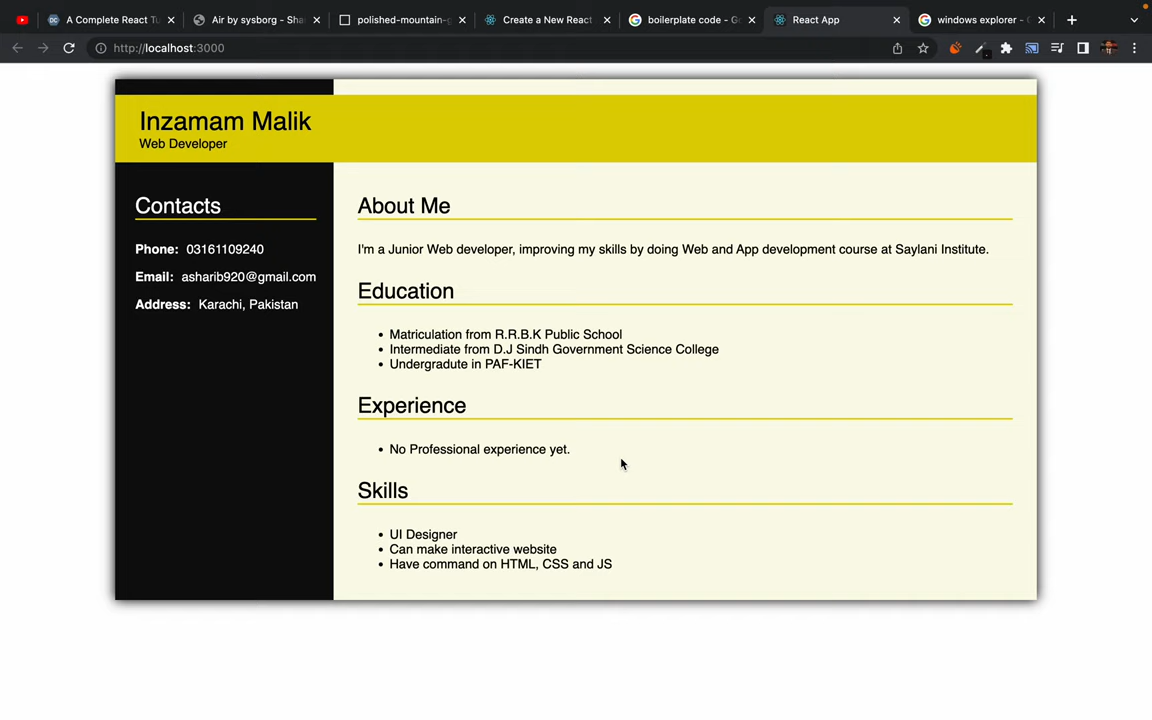 A Complete React Tu
Air by sysborg - Sha
polished-mountain-g
Create a New React
boilerplate code - Go
React App
windows explorer - G
http://localhost:3000
Inzamam Malik
Web Developer
Contacts
Phone: 03161109240
Email: asharib920@gmail.com
Address: Karachi, Pakistan
About Me
I'm a Junior Web developer, improving my skills by doing Web and App development course at Saylani Institute.
Education
• Matriculation from R.R.B.K Public School
• Intermediate from D.J Sindh Government Science College
• Undergradute in PAF-KIET
Experience
• No Professional experience yet.
Skills
• UI Designer
• Can make interactive website
• Have command on HTML, CSS and JS